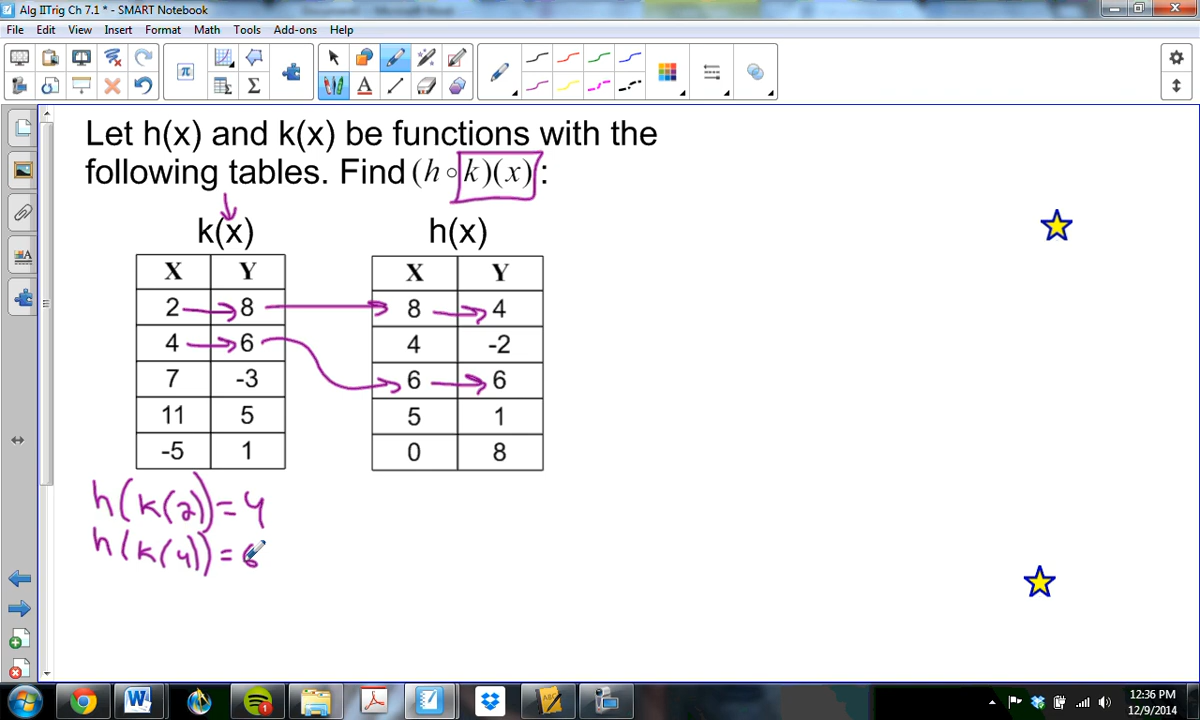 Alg IITrig Ch 7.1 * - SMART Notebook
File Edit View Insert Format Math Tools Add-ons Help
Let h(x) and k(x) be functions with the
following tables. Find (h ∘ k)(x) :
k(x) h(x)
X Y X Y
2 8 8 4
4 6 4 -2
7 -3 6 6
11 5 5 1
-5 1 0 8
h(k(2)) = 4
h(k(4)) = 6
12:36 PM
12/9/2014